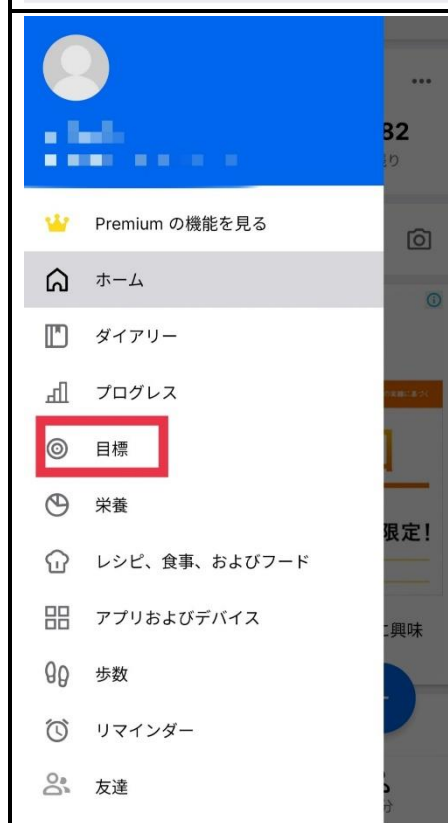 82
Premium の機能を見る
ホーム
ダイアリー
プログレス
目標
栄養
限定!
レシピ、食事、およびフード
アプリおよびデバイス
に興味
歩数
リマインダー
友達
分